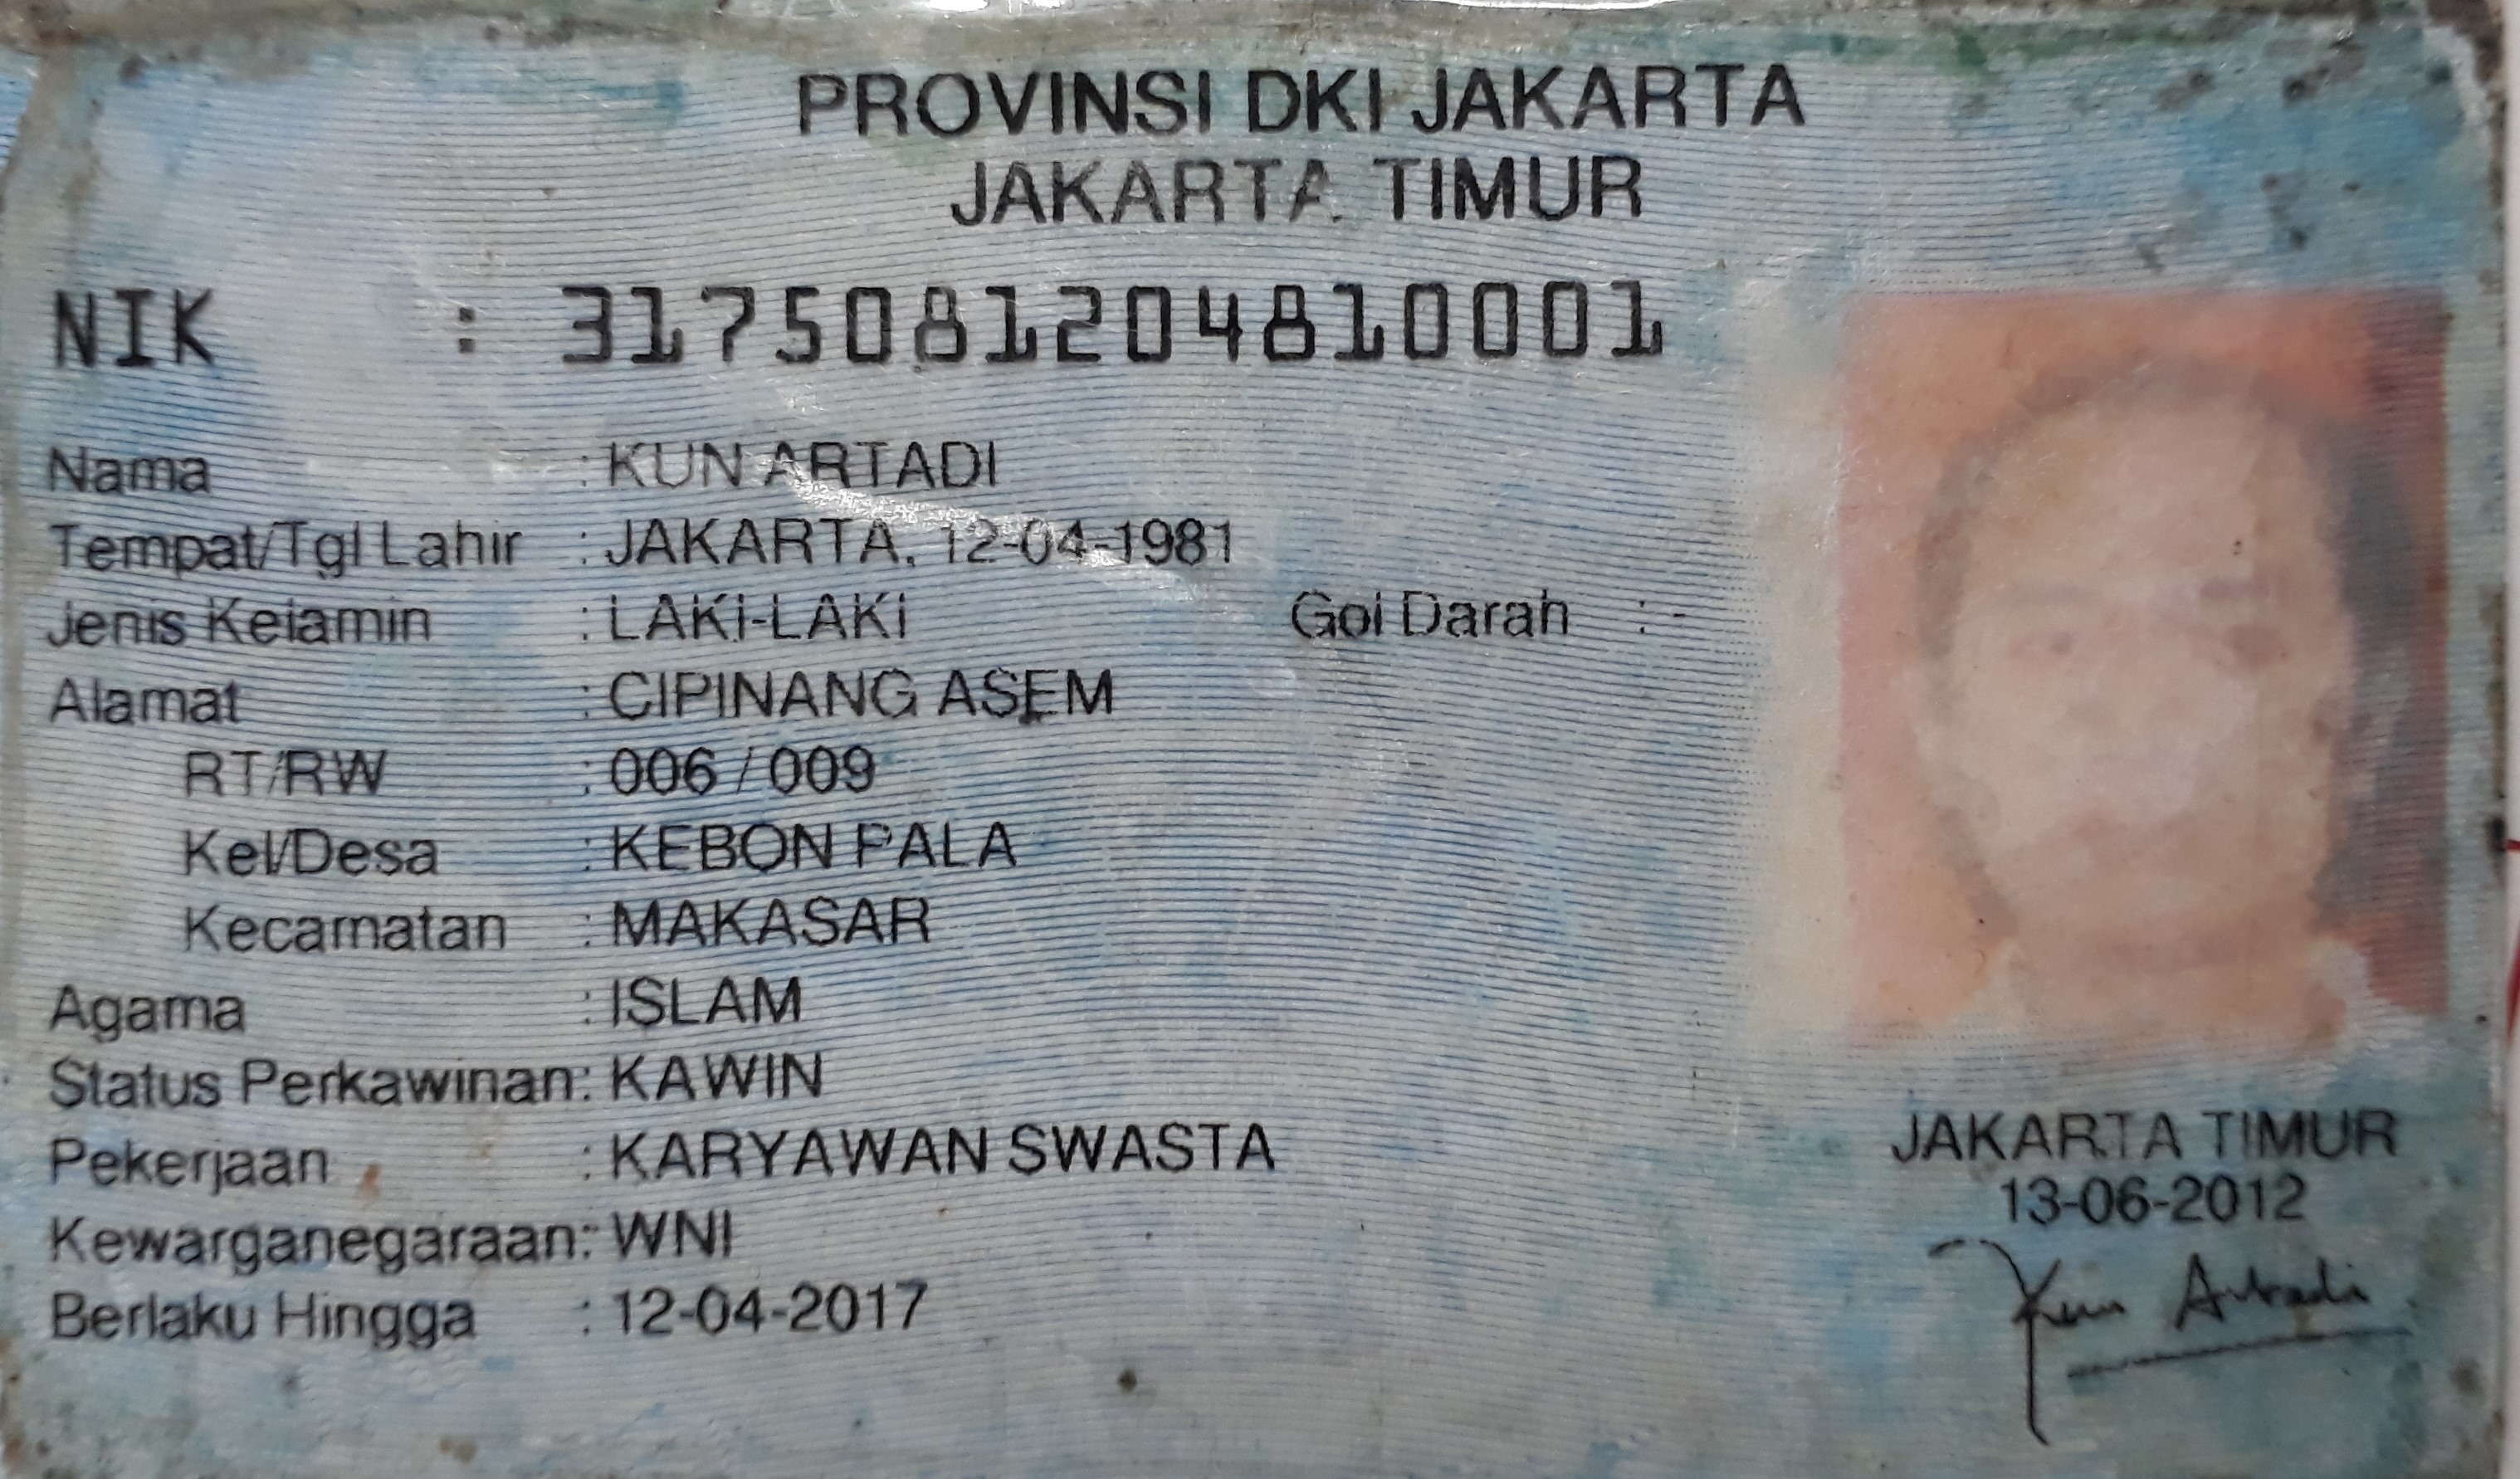 PROVINSI DKI JAKARTA
JAKARTA TIMUR
NIK : 3175081204810001
Nama : KUN ARTADI
Tempat/Tgl Lahir : JAKARTA, 12-04-1981
Jenis Kelamin : LAKI-LAKI Gol Darah : -
Alamat : CIPINANG ASEM
RT/RW : 006 / 009
Kel/Desa : KEBON PALA
Kecamatan : MAKASAR
Agama : ISLAM
Status Perkawinan: KAWIN
Pekerjaan : KARYAWAN SWASTA
Kewarganegaraan: WNI
Berlaku Hingga : 12-04-2017
JAKARTA TIMUR
13-06-2012
Kun Artadi